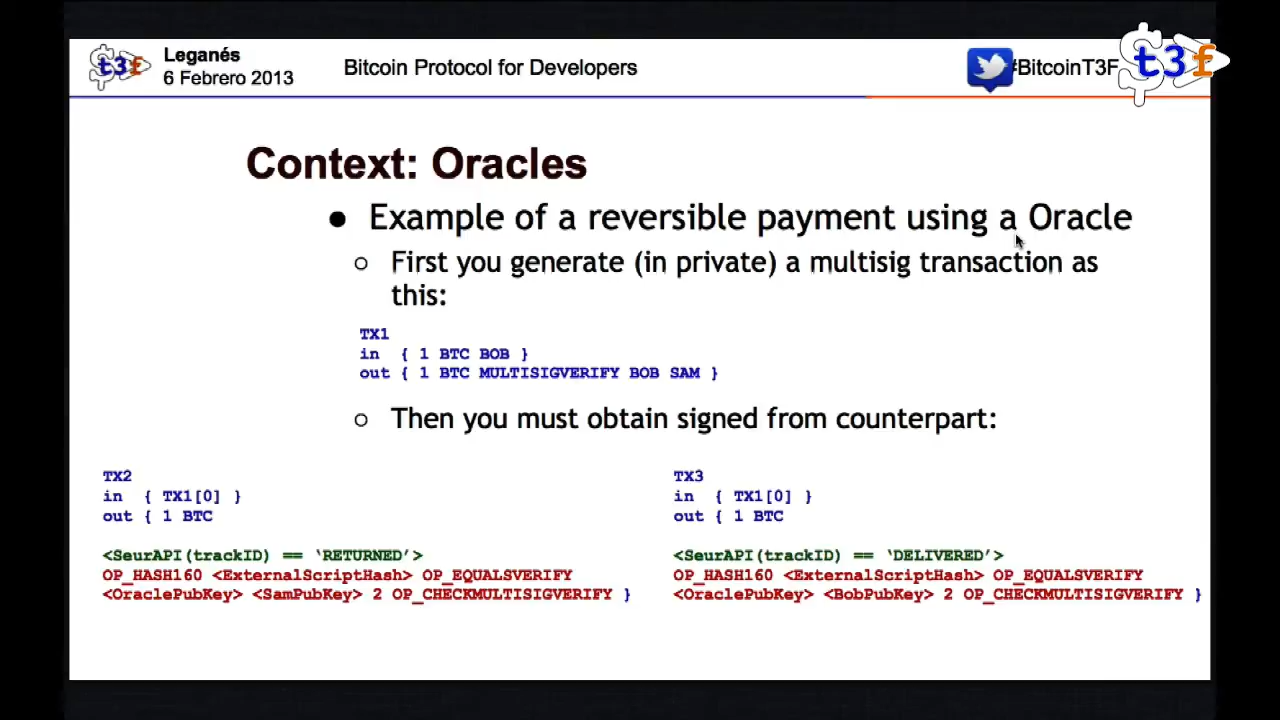 t3f
Leganés
6 Febrero 2013
Bitcoin Protocol for Developers
#BitcoinT3F
t3f
Context: Oracles
● Example of a reversible payment using a Oracle
○ First you generate (in private) a multisig transaction as
this:
TX1
in { 1 BTC BOB }
out { 1 BTC MULTISIGVERIFY BOB SAM }
○ Then you must obtain signed from counterpart:
TX2
in { TX1[0] }
out { 1 BTC
<SeurAPI(trackID) == ‘RETURNED’>
OP_HASH160 <ExternalScriptHash> OP_EQUALSVERIFY
<OraclePubKey> <SamPubKey> 2 OP_CHECKMULTISIGVERIFY }
TX3
in { TX1[0] }
out { 1 BTC
<SeurAPI(trackID) == ‘DELIVERED’>
OP_HASH160 <ExternalScriptHash> OP_EQUALSVERIFY
<OraclePubKey> <BobPubKey> 2 OP_CHECKMULTISIGVERIFY }